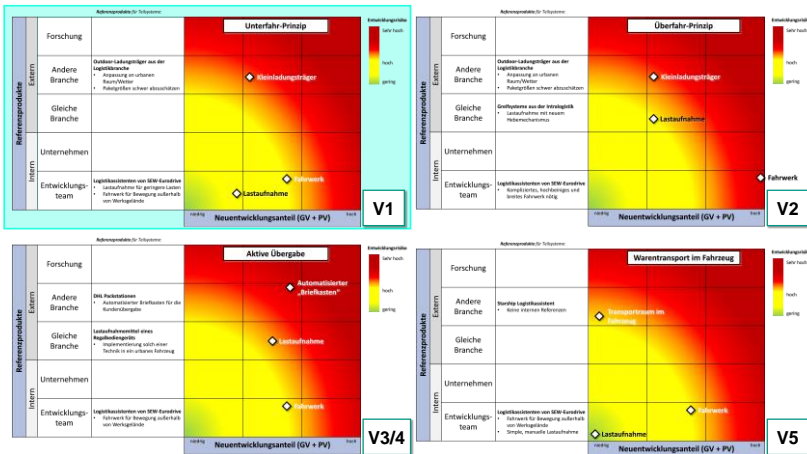 Referenzprodukte für Teilsysteme
Unterfahr-Prinzip
Entwicklungsrisiko
Sehr hoch
hoch
gering
Referenzprodukte
Extern
Intern
Forschung
Andere Branche
Outdoor-Ladungsträger aus der Logistikbranche
• Anpassung an urbanen Raum/Wetter
• Paketgrößen schwer abzuschätzen
Gleiche Branche
Unternehmen
Entwicklungs-team
Logistikassistenten von SEW-Eurodrive
• Lastaufnahme für geringere Lasten
• Fahrwerk für Bewegung außerhalb von Werksgelände
Kleinladungsträger
Fahrwerk
Lastaufnahme
niedrig
Neuentwicklungsanteil (GV + PV)
hoch
V1
Referenzprodukte für Teilsysteme
Überfahr-Prinzip
Entwicklungsrisiko
Sehr hoch
hoch
gering
Referenzprodukte
Extern
Intern
Forschung
Andere Branche
Outdoor-Ladungsträger aus der Logistikbranche
• Anpassung an urbanen Raum/Wetter
• Paketgrößen schwer abzuschätzen
Gleiche Branche
Greifsysteme aus der Intralogistik
• Lastaufnahme mit neuem Hebemechanismus
Unternehmen
Entwicklungs-team
Logistikassistenten von SEW-Eurodrive
• Kompliziertes, hochbeiniges und breites Fahrwerk nötig
Kleinladungsträger
Lastaufnahme
Fahrwerk
niedrig
Neuentwicklungsanteil (GV + PV)
hoch
V2
Referenzprodukte für Teilsysteme
Aktive Übergabe
Entwicklungsrisiko
Sehr hoch
hoch
gering
Referenzprodukte
Extern
Intern
Forschung
Andere Branche
DHL Packstationen
• Automatisierter Briefkasten für die Kundenübergabe
Gleiche Branche
Lastaufnahmemittel eines Regalbediengeräts
• Implementierung solch einer Technik in ein urbanes Fahrzeug
Unternehmen
Entwicklungs-team
Logistikassistenten von SEW-Eurodrive
• Fahrwerk für Bewegung außerhalb von Werksgelände
Automatisierter „Briefkasten"
Lastaufnahme
Fahrwerk
niedrig
Neuentwicklungsanteil (GV + PV)
hoch
V3/4
Referenzprodukte für Teilsysteme
Warentransport im Fahrzeug
Entwicklungsrisiko
Sehr hoch
hoch
gering
Referenzprodukte
Extern
Intern
Forschung
Andere Branche
Starship Logistikassistent
• Keine internen Referenzen
Gleiche Branche
Unternehmen
Entwicklungs-team
Logistikassistenten von SEW-Eurodrive
• Fahrwerk für Bewegung außerhalb von Werksgelände
• Simple, manuelle Lastaufnahme
Transportraum im Fahrzeug
Fahrwerk
Lastaufnahme
niedrig
Neuentwicklungsanteil (GV + PV)
hoch
V5